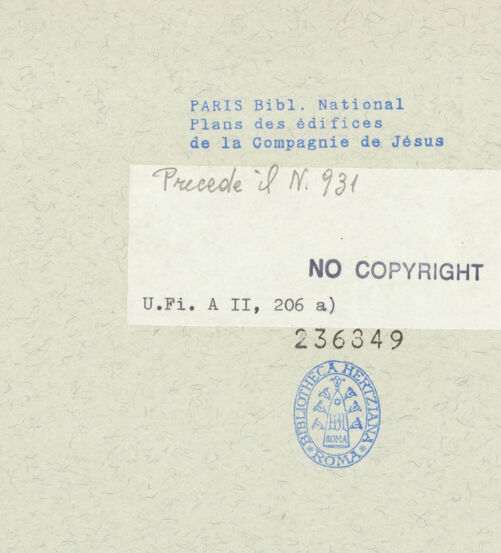 PARIS Bibl. National
Plans des édifices
de la Compagnie de Jésus
Precede il N. 931
NO COPYRIGHT
U.Fi. A II, 206 a)
236349
BIBLIOTHECA HERTZIANA
ROMA
ROMA